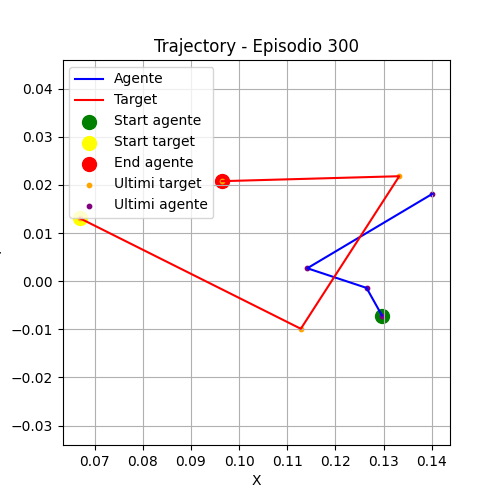 Trajectory - Episodio 300
Agente
Target
Start agente
Start target
End agente
Ultimi target
Ultimi agente
0.04
0.03
0.02
0.01
0.00
−0.01
−0.02
−0.03
0.07 0.08 0.09 0.10 0.11 0.12 0.13 0.14
X